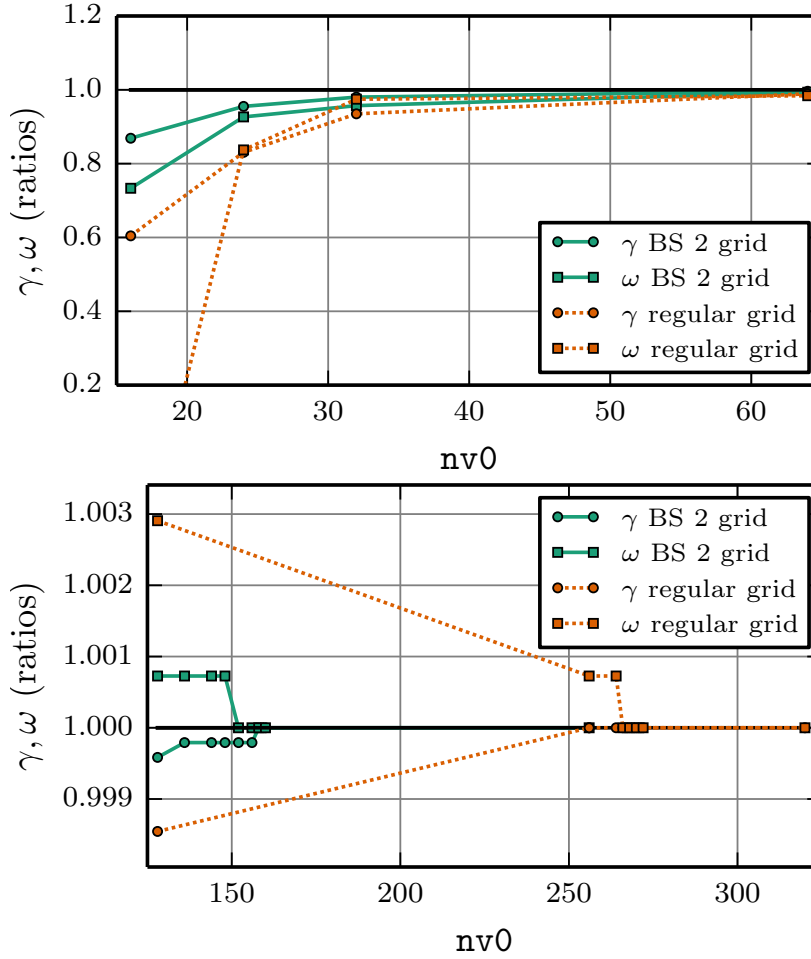 1.2
1.0
0.8
0.6
0.4
0.2
γ, ω (ratios)
γ BS 2 grid
ω BS 2 grid
γ regular grid
ω regular grid
20 30 40 50 60
nv0
1.003
1.002
1.001
1.000
0.999
γ, ω (ratios)
γ BS 2 grid
ω BS 2 grid
γ regular grid
ω regular grid
150 200 250 300
nv0